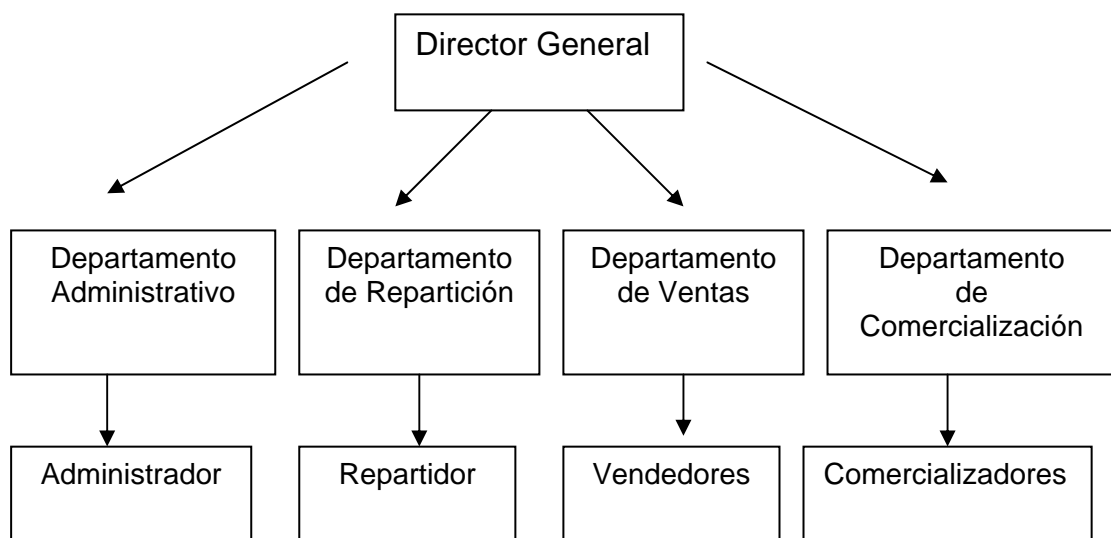 Director General
Departamento
Administrativo
Departamento
de Repartición
Departamento
de Ventas
Departamento
de
Comercialización
Administrador
Repartidor
Vendedores
Comercializadores